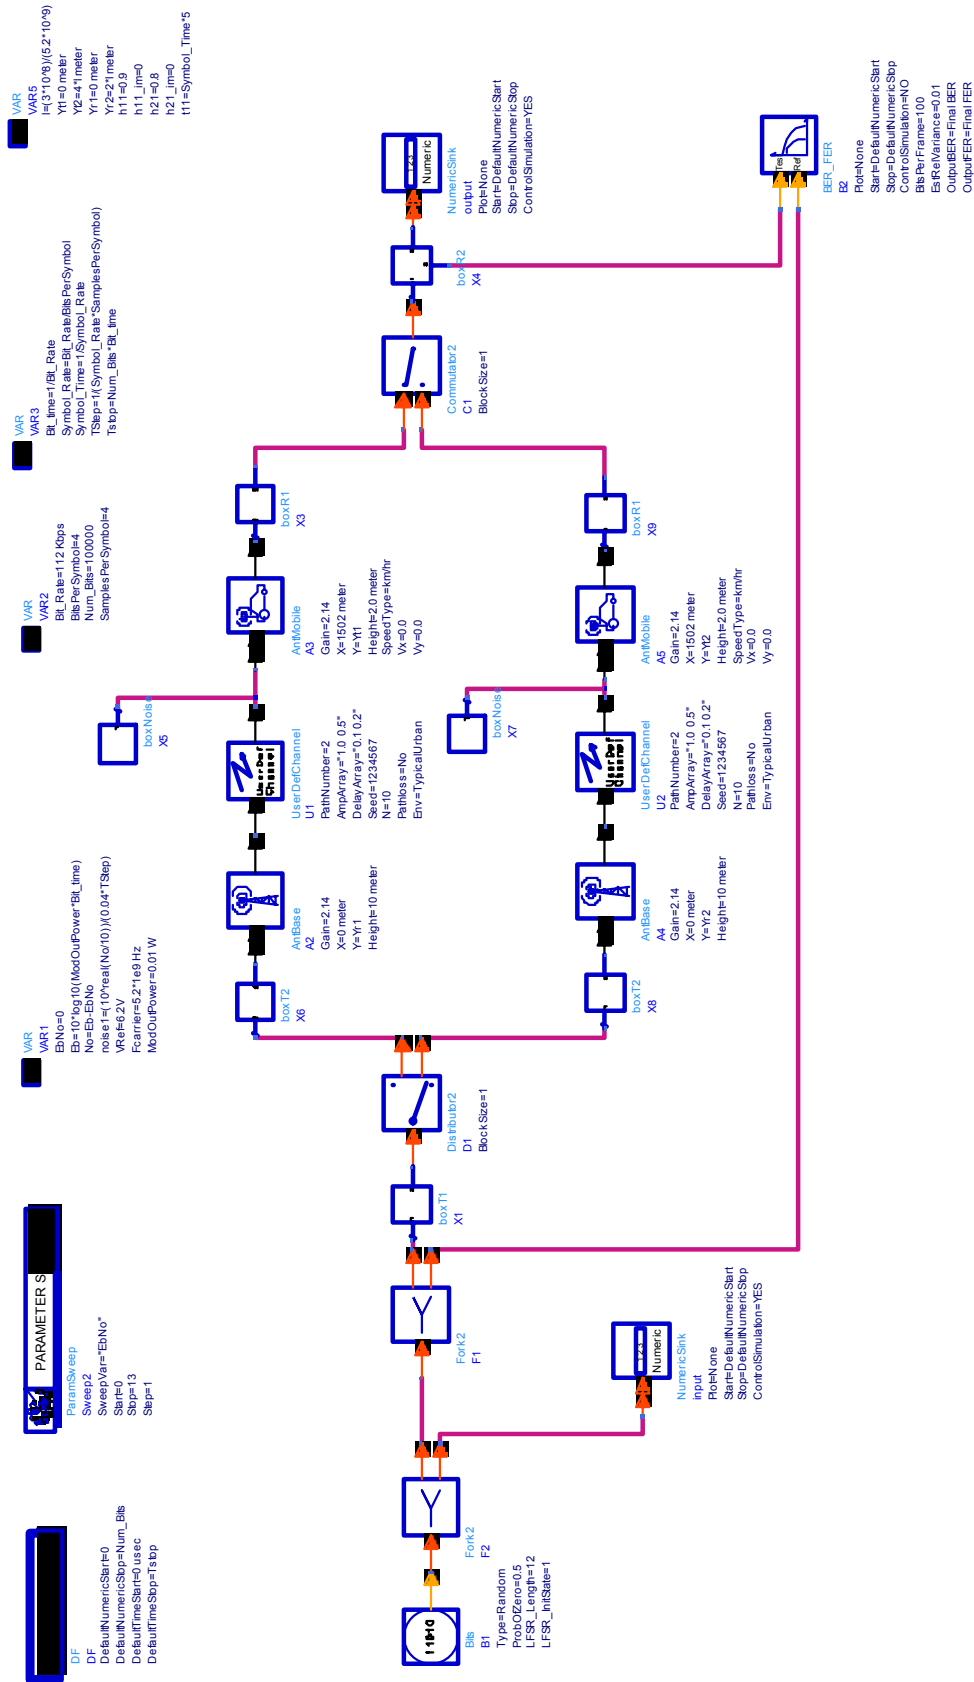 DF
DF
DefaultNumericStart=0
DefaultNumericStop=Num_Bits
DefaultTimeStart=0 usec
DefaultTimeStop=Tstop
PARAMETER S
ParamSweep
Sweep2
SweepVar="EbNo"
Start=0
Stop=13
Step=1
VAR
VAR1
EbNo=0
Eb=10*log10(ModOutPower*Bit_time)
No=Eb-EbNo
noise1=(10^real(No/10))/(0.04*TStep)
VRef=6.2V
Fcarrier=5.2*1e9 Hz
ModOutPower=0.01 W
VAR
VAR2
Bit_Rate=112 Kbps
BitsPerSymbol=4
Num_Bits=100000
SamplesPerSymbol=4
VAR
VAR3
Bit_time=1/Bit_Rate
Symbol_Rate=Bit_Rate/BitsPerSymbol
Symbol_Time=1/Symbol_Rate
TStep=1/(Symbol_Rate*SamplesPerSymbol)
Tstop=Num_Bits*Bit_time
VAR
VAR5
l=(3*10^8)/(5.2*10^9)
Yt1=0 meter
Yt2=4*l meter
Yr1=0 meter
Yr2=2*l meter
h11=0.9
h11_im=0
h21=0.8
h21_im=0
t11=Symbol_Time*5
boxNoise
X5
boxT2
X6
AntBase
A2
Gain=2.14
X=0 meter
Y=Yr1
Height=10 meter
UserDef
Channel
UserDefChannel
U1
PathNumber=2
AmpArray="1.0 0.5"
DelayArray="0.1 0.2"
Seed=1234567
N=10
Pathloss=No
Env=TypicalUrban
AntMobile
A3
Gain=2.14
X=1502 meter
Y=Yt1
Height=2.0 meter
SpeedType=km/hr
Vx=0.0
Vy=0.0
boxR1
X3
Bits
B1
Type=Random
ProbOfZero=0.5
LFSR_Length=12
LFSR_InitState=1
Fork2
F2
Fork2
F1
boxT1
X1
Distributor2
D1
BlockSize=1
Commutator2
C1
BlockSize=1
boxR2
X4
1 2 3
Numeric
NumericSink
output
Plot=None
Start=DefaultNumericStart
Stop=DefaultNumericStop
ControlSimulation=YES
boxNoise
X7
boxT2
X8
AntBase
A4
Gain=2.14
X=0 meter
Y=Yr2
Height=10 meter
UserDef
Channel
UserDefChannel
U2
PathNumber=2
AmpArray="1.0 0.5"
DelayArray="0.1 0.2"
Seed=1234567
N=10
Pathloss=No
Env=TypicalUrban
AntMobile
A5
Gain=2.14
X=1502 meter
Y=Yt2
Height=2.0 meter
SpeedType=km/hr
Vx=0.0
Vy=0.0
boxR1
X9
1 2 3
Numeric
NumericSink
input
Plot=None
Start=DefaultNumericStart
Stop=DefaultNumericStop
ControlSimulation=YES
Tes
Ref
BER_FER
B2
Plot=None
Start=DefaultNumericStart
Stop=DefaultNumericStop
ControlSimulation=NO
BitsPerFrame=100
EstRelVariance=0.01
OutputBER=Final BER
OutputFER=Final FER